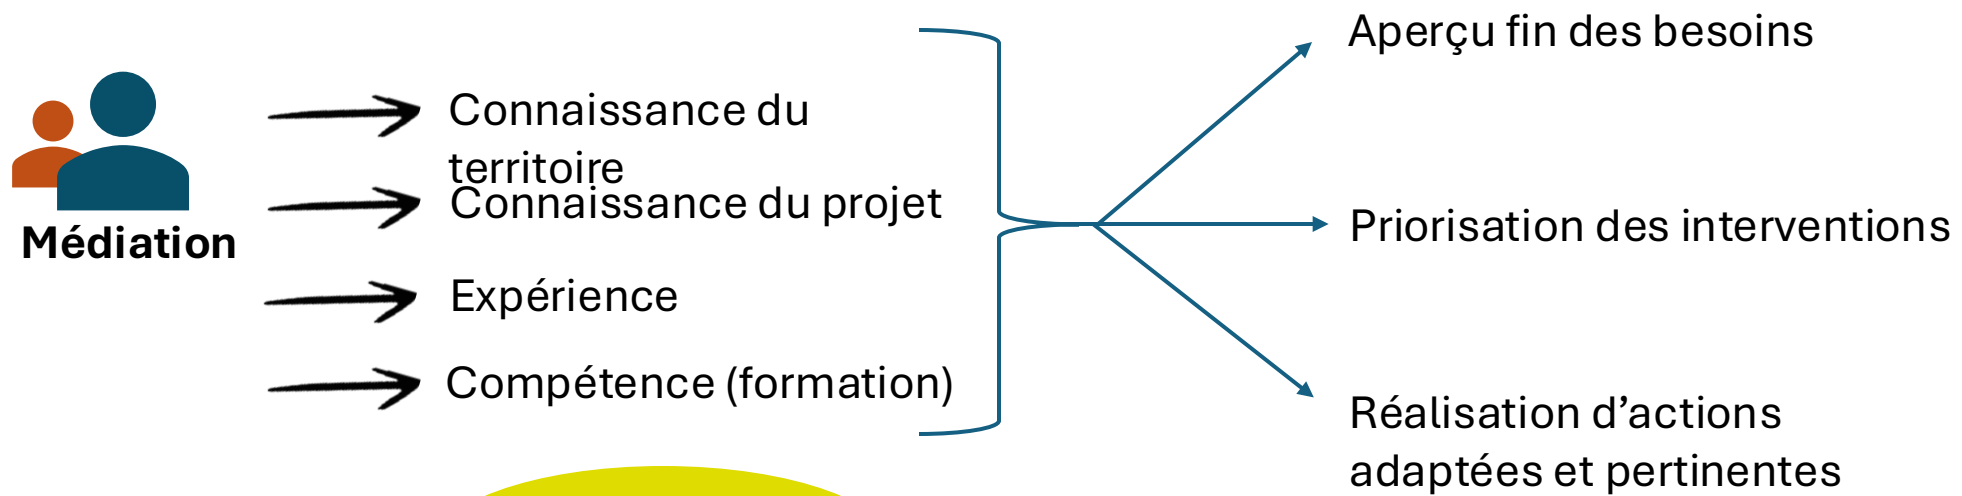 Médiation
Connaissance du
territoire
Connaissance du projet
Expérience
Compétence (formation)
Aperçu fin des besoins
Priorisation des interventions
Réalisation d’actions
adaptées et pertinentes